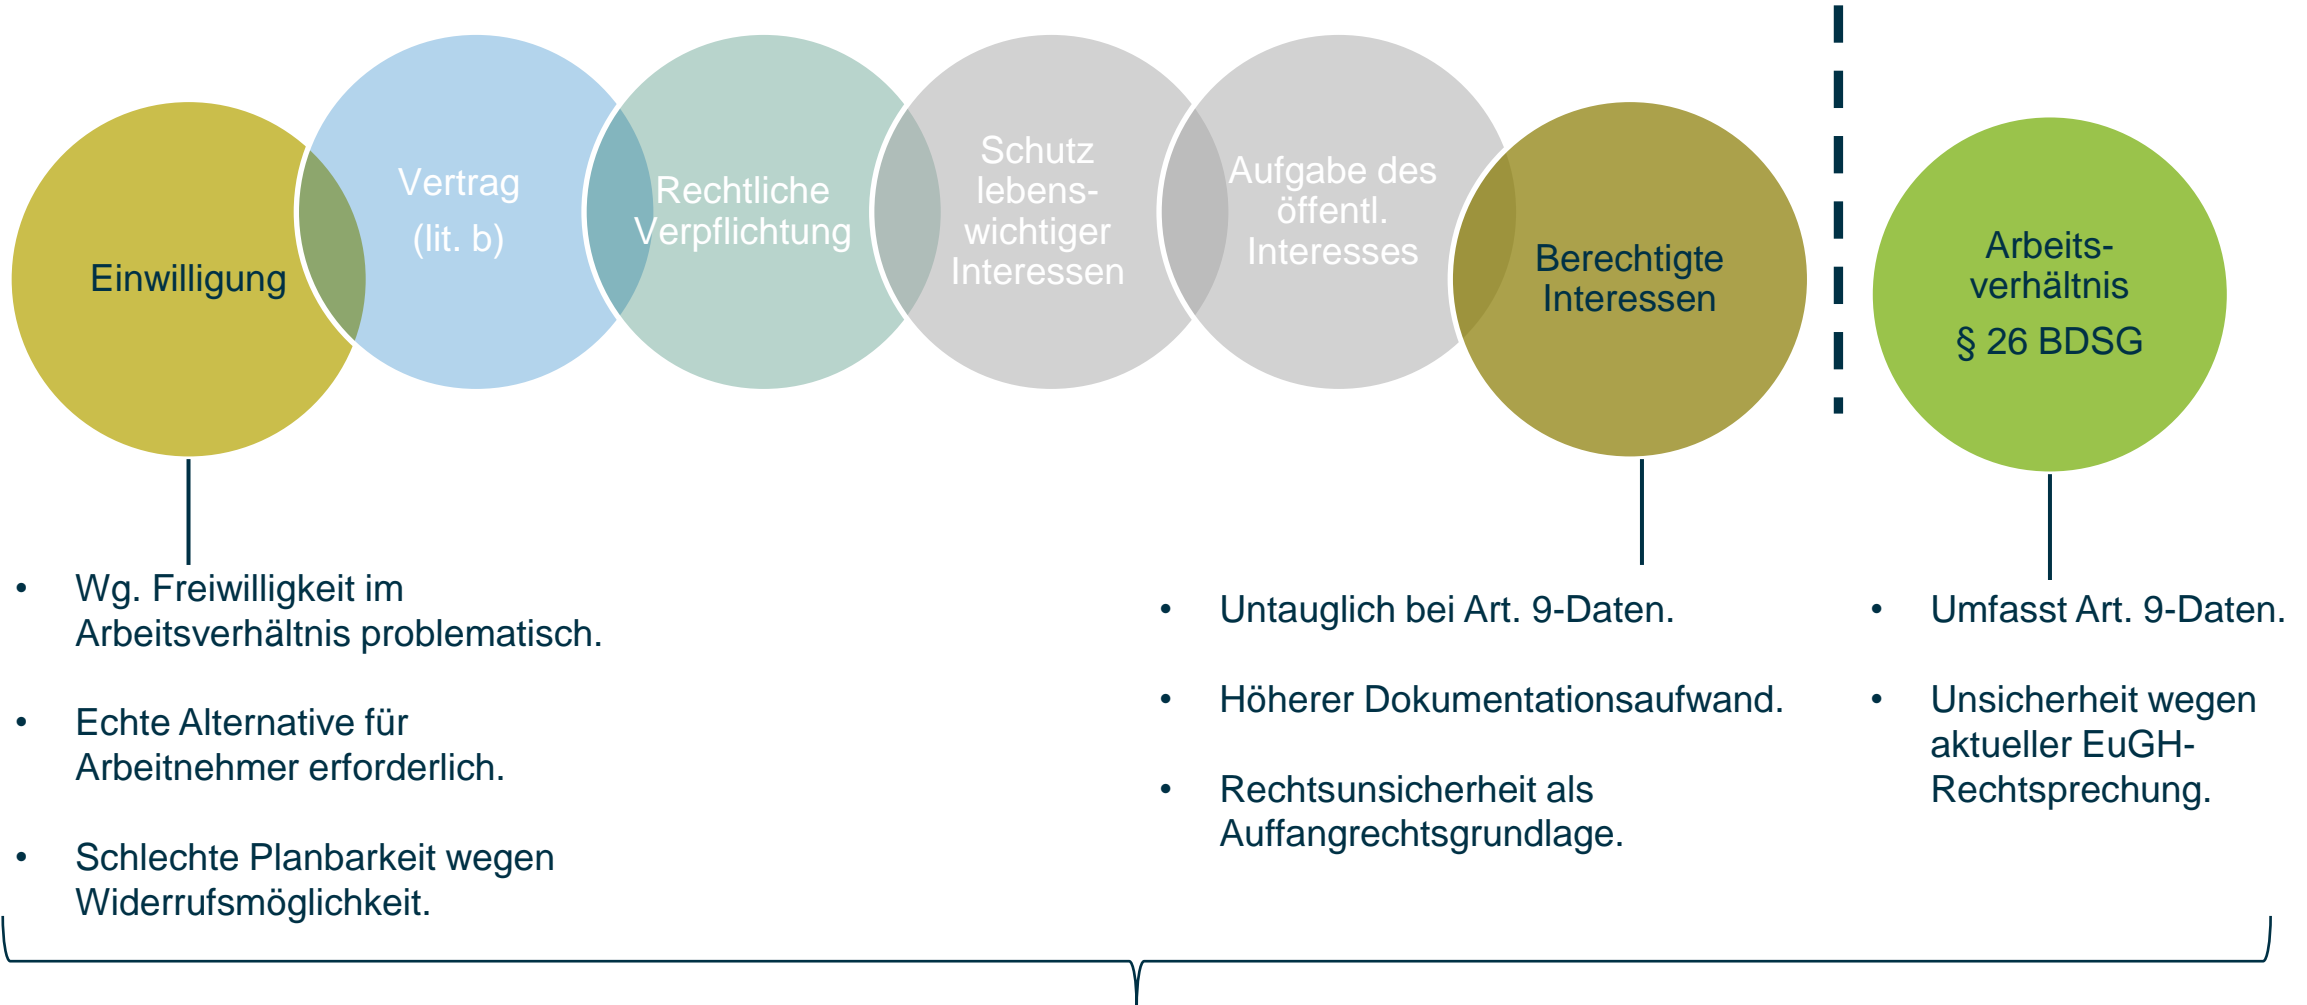 Einwilligung
Vertrag
(lit. b)
Rechtliche
Verpflichtung
Schutz
lebens-
wichtiger
Interessen
Aufgabe des
öffentl.
Interesses
Berechtigte
Interessen
Arbeits-
verhältnis
§ 26 BDSG
• Wg. Freiwilligkeit im
Arbeitsverhältnis problematisch.
• Echte Alternative für
Arbeitnehmer erforderlich.
• Schlechte Planbarkeit wegen
Widerrufsmöglichkeit.
• Untauglich bei Art. 9-Daten.
• Höherer Dokumentationsaufwand.
• Rechtsunsicherheit als
Auffangrechtsgrundlage.
• Umfasst Art. 9-Daten.
• Unsicherheit wegen
aktueller EuGH-
Rechtsprechung.